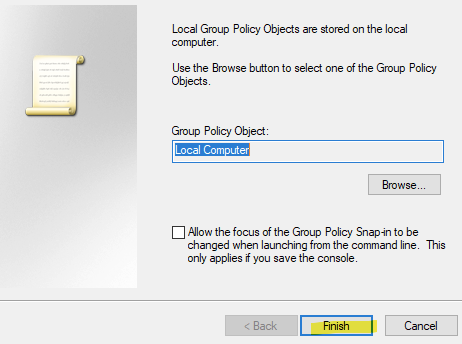 Local Group Policy Objects are stored on the local
computer.
Use the Browse button to select one of the Group Policy
Objects.
Group Policy Object:
Local Computer
Browse...
Allow the focus of the Group Policy Snap-in to be
changed when launching from the command line. This
only applies if you save the console.
< Back
Finish
Cancel